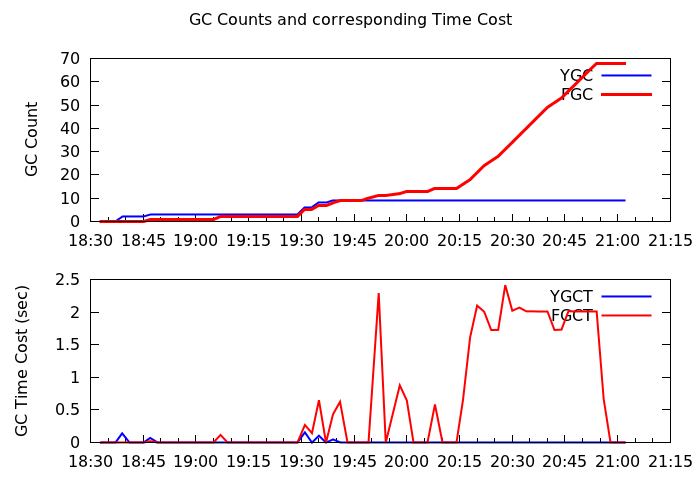 GC Counts and corresponding Time Cost
70
60
50
40
30
20
10
0
GC Count
YGC
FGC
18:30 18:45 19:00 19:15 19:30 19:45 20:00 20:15 20:30 20:45 21:00 21:15
2.5
2
1.5
1
0.5
0
GC Time Cost (sec)
YGCT
FGCT
18:30 18:45 19:00 19:15 19:30 19:45 20:00 20:15 20:30 20:45 21:00 21:15